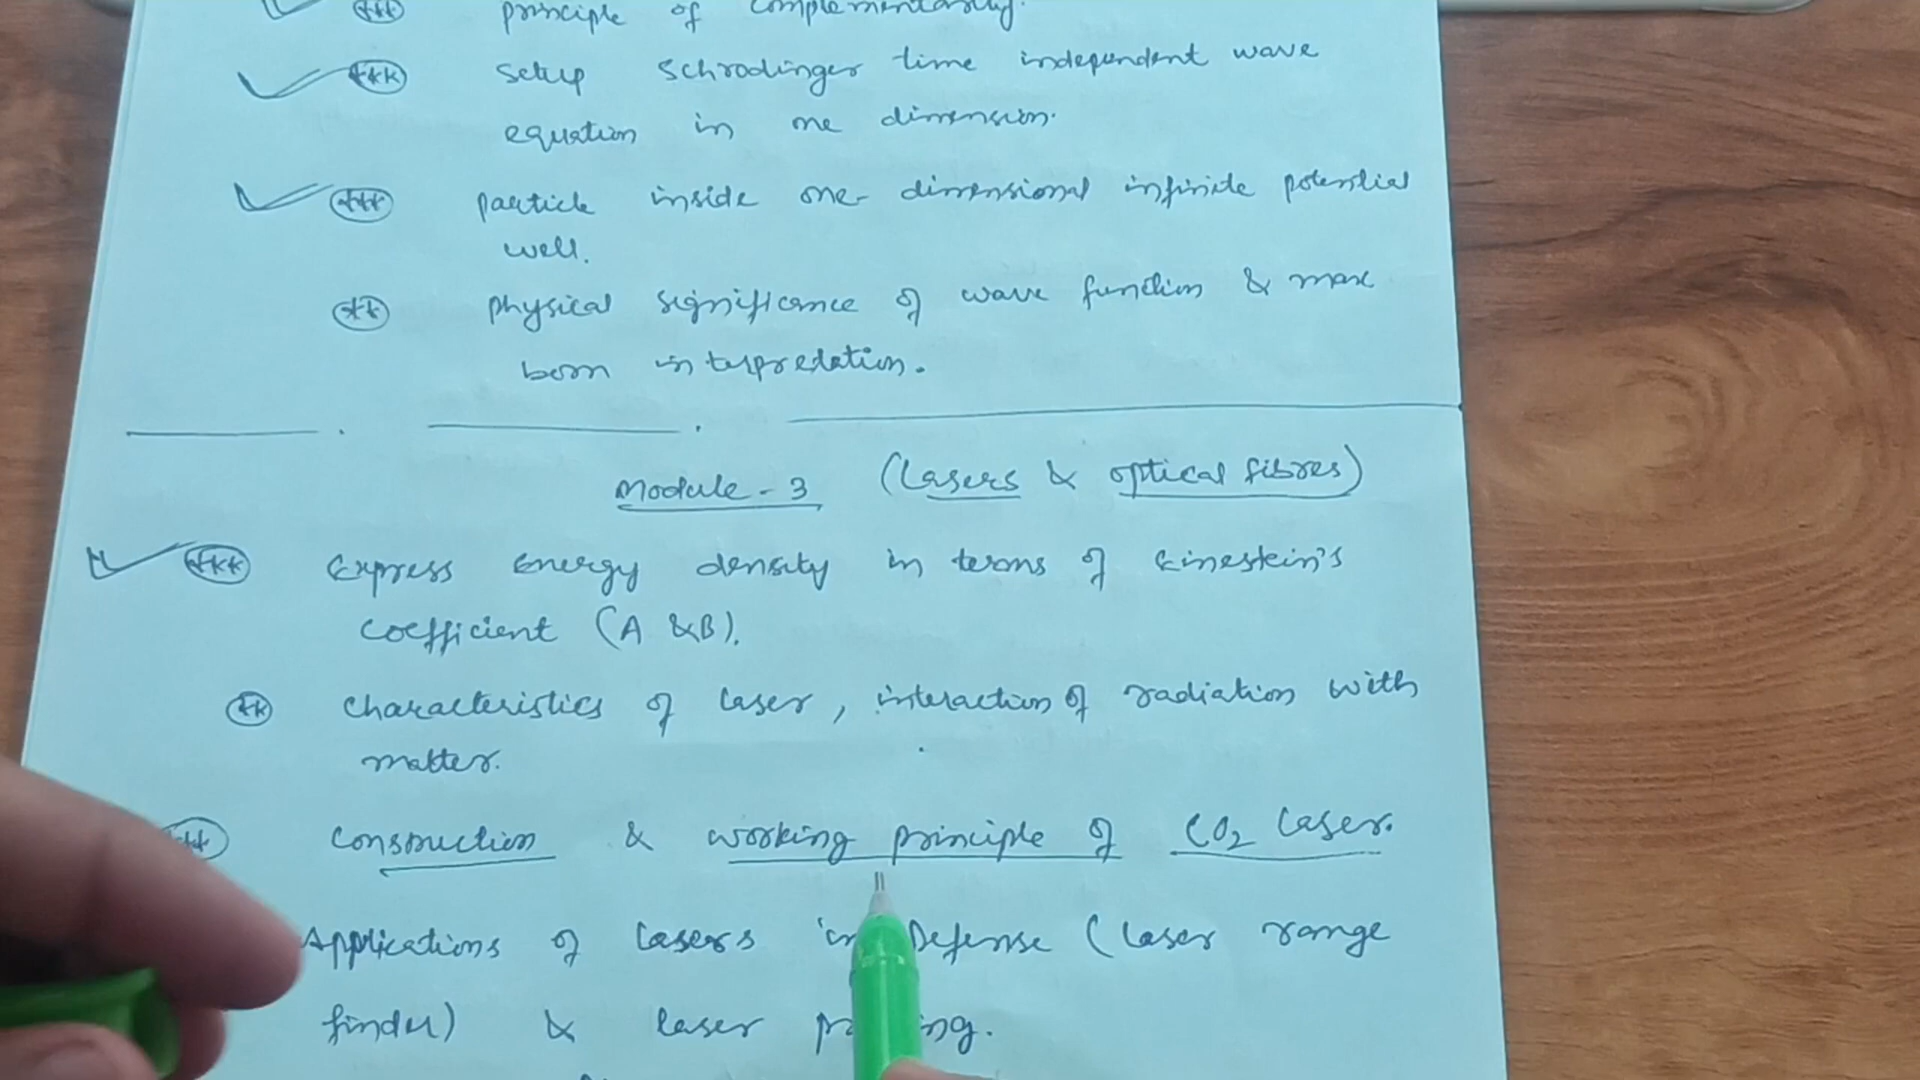 *** principle of complementarity.
*** Setup Schrodinger time independent wave
equation in one dimension.
*** particle inside one-dimensional infinite potential
well.
** physical significance of wave function & max
born interpredation.
Module-3 (Lasers & optical fibres)
*** Express Energy density in terms of Einestein's
coefficient (A &B).
** characteristics of laser, interaction of radiation with
matter.
** construction & working principle of CO2 laser.
Applications of lasers in Defense (laser range
finder) & laser